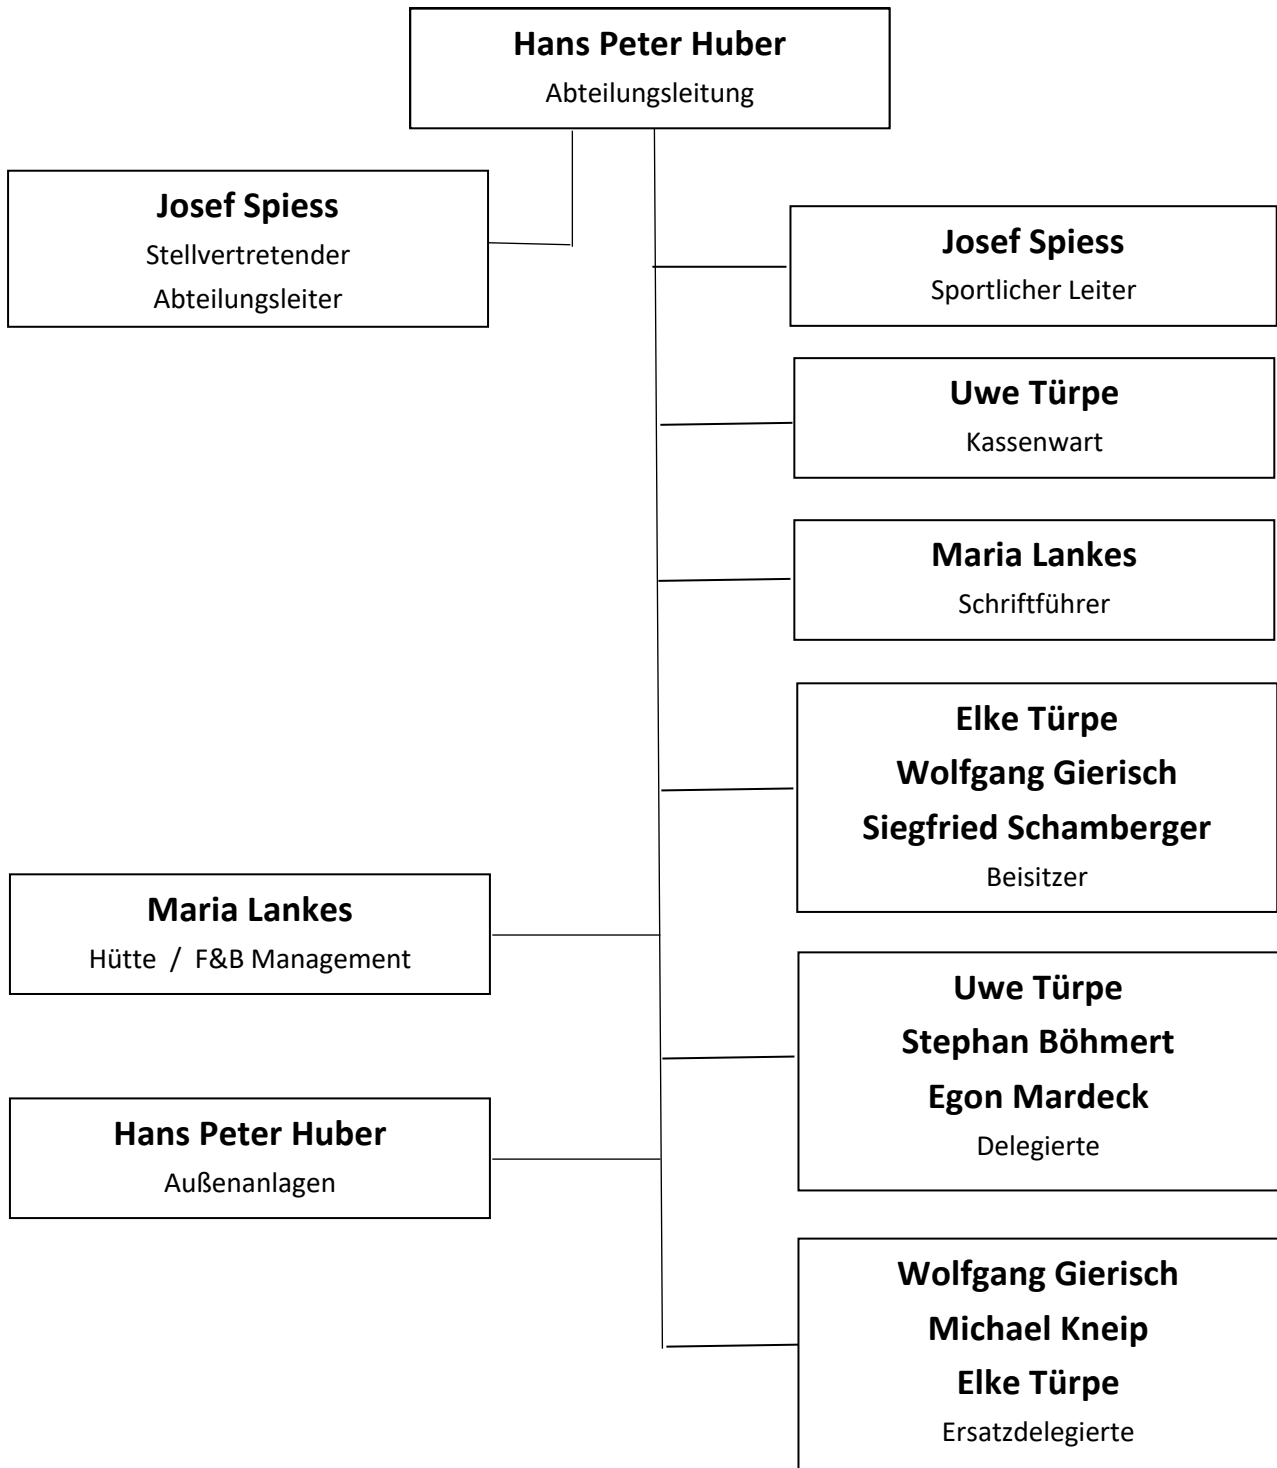 Hans Peter Huber
Abteilungsleitung
Josef Spiess
Stellvertretender
Abteilungsleiter
Josef Spiess
Sportlicher Leiter
Uwe Türpe
Kassenwart
Maria Lankes
Schriftführer
Elke Türpe
Wolfgang Gierisch
Siegfried Schamberger
Beisitzer
Maria Lankes
Hütte / F&B Management
Uwe Türpe
Stephan Böhmert
Egon Mardeck
Delegierte
Hans Peter Huber
Außenanlagen
Wolfgang Gierisch
Michael Kneip
Elke Türpe
Ersatzdelegierte